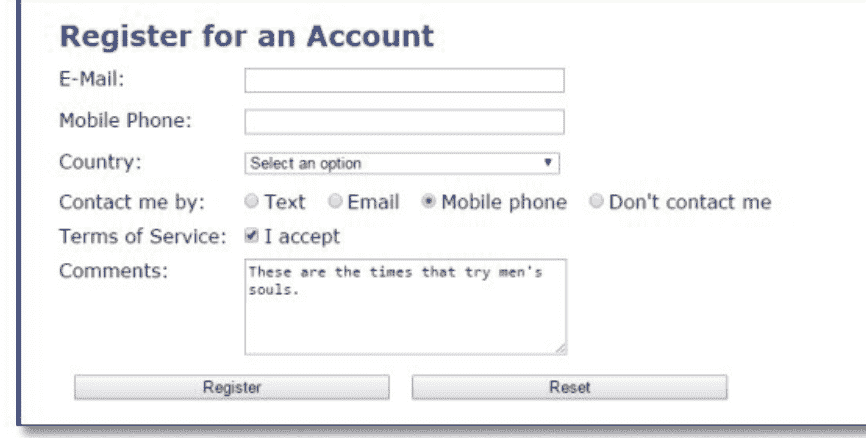 Register for an Account
E-Mail:
Mobile Phone:
Country: Select an option
Contact me by: Text Email Mobile phone Don't contact me
Terms of Service: I accept
Comments: These are the times that try men's
souls.
Register Reset